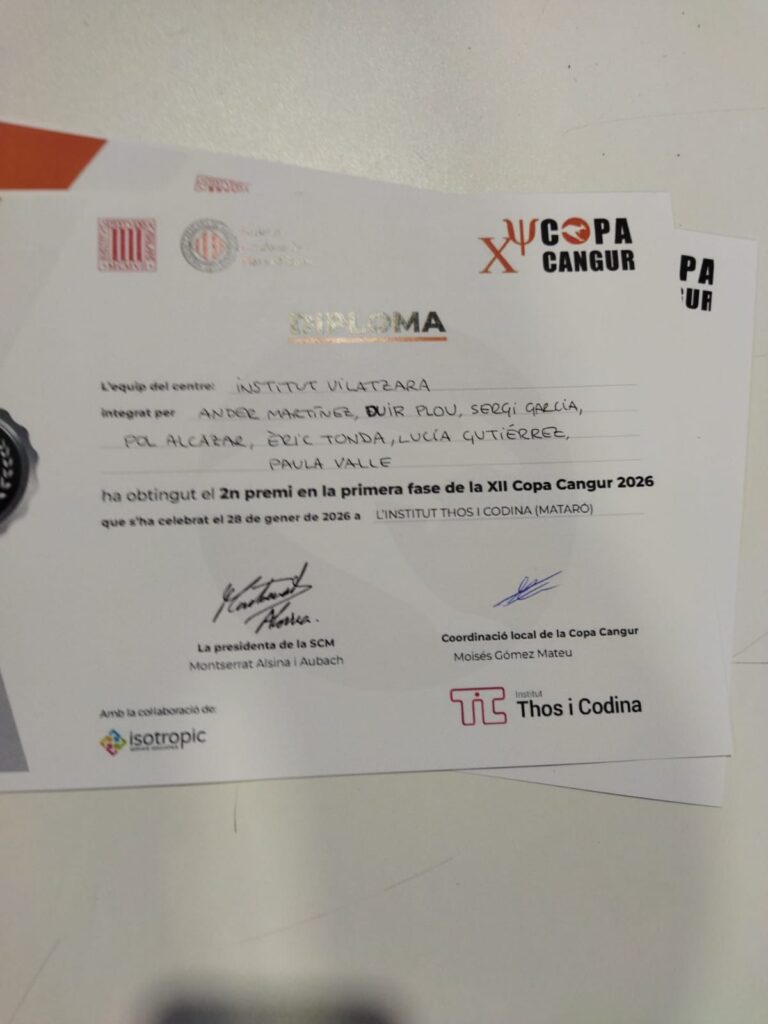 COPA
CANGUR
PA
UR
DIPLOMA
L'equip del centre: INSTITUT VILATZARA
integrat per ANDER MARTÍNEZ, DUIR PLOU, SERGI GARCÍA,
POL ALCAZAR, ÈRIC TONDA, LUCÍA GUTIÉRREZ,
PAULA VALLE
ha obtingut el 2n premi en la primera fase de la XII Copa Cangur 2026
que s'ha celebrat el 28 de gener de 2026 a L'INSTITUT THOS I CODINA (MATARÓ)
La presidenta de la SCM
Montserrat Alsina i Aubach
Coordinació local de la Copa Cangur
Moisés Gómez Mateu
Amb la col·laboració de:
isotropic
TIC Institut
Thos i Codina